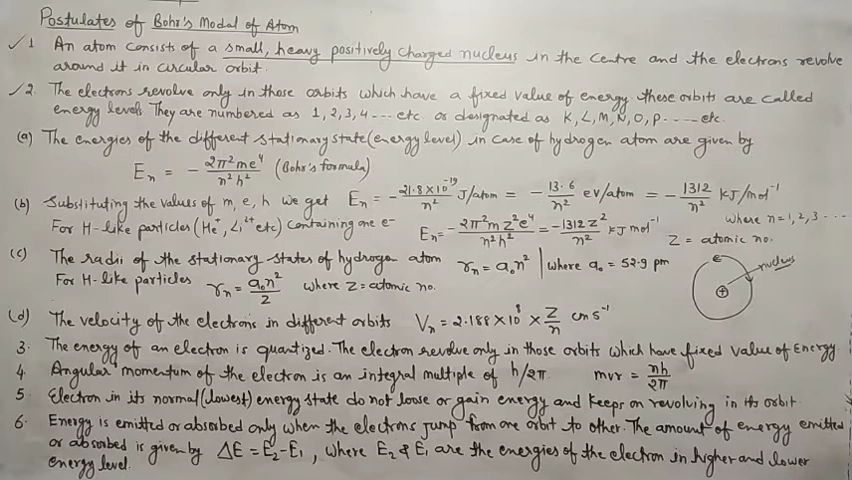 Postulates of Bohr's Modal of Atom
✓ 1 An atom consists of a small, heavy positively charged nucleus in the centre and the electrons revolve
around it in circular orbit.
✓ 2. The electrons revolve only in those orbits which have a fixed value of energy. these orbits are called
energy levels They are numbered as 1, 2, 3, 4 --- etc or designated as K, L, M, N, O, P. - - - - etc.
(a) The energies of the different stationary state (energy level) in case of hydrogen atom are given by
En = - 2π²me⁴/n²h² (Bohr's formula)
(b) Substituting the values of m, e, h we get En = - 21.8×10⁻¹⁹/n² J/atom = - 13.6/n² ev/atom = - 1312/n² kJ/mol⁻¹
For H-like particles (He⁺, Li²⁺ etc) containing one e⁻ En = - 2π²mz²e⁴/n²h² = - 1312 z²/n² kJ mol⁻¹ where n = 1, 2, 3 ----
Z = atomic no.
(c) The radii of the stationary states of hydrogen atom rn = a₀n² | where a₀ = 52.9 pm
For H-like particles rn = a₀n²/Z where Z = atomic no.
e⁻
nucleus
+
(d) The velocity of the electrons in different orbits Vn = 2.188 × 10⁸ × Z/n cm s⁻¹
3. The energy of an electron is quantized. The electron revolve only in those orbits which have fixed value of Energy
4. Angular momentum of the electron is an integral multiple of h/2π. mvr = nh/2π
5. Electron in its normal (lowest) energy state do not loose or gain energy and keeps on revolving in its orbit.
6. Energy is emitted or absorbed only when the electrons jump from one orbit to other. The amount of energy emitted
or absorbed is given by ΔE = E₂ - E₁, where E₂ & E₁ are the energies of the electron in higher and lower
energy level.